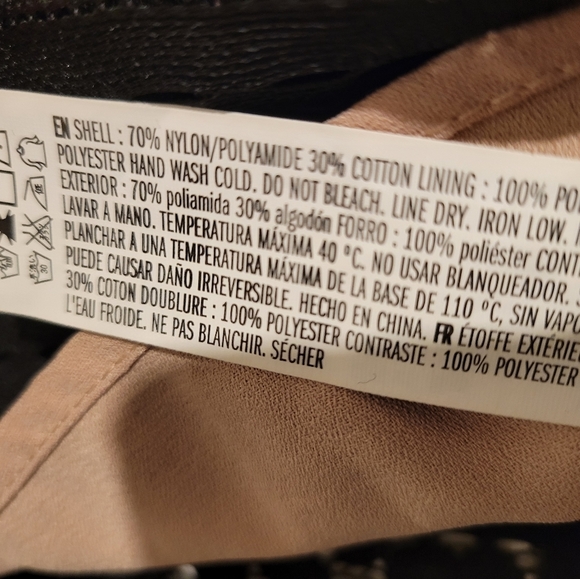 EN SHELL : 70% NYLON/POLYAMIDE 30% COTTON LINING : 100%
POLYESTER HAND WASH COLD. DO NOT BLEACH. LINE DRY. IRON LOW.
EXTERIOR : 70% poliamida 30% algodón FORRO : 100% poliéster
LAVAR A MANO. TEMPERATURA MÁXIMA 40 °C. NO USAR BLANQUEADOR.
PLANCHAR A UNA TEMPERATURA MÁXIMA DE LA BASE DE 110 °C, SIN
PUEDE CAUSAR DAÑO IRREVERSIBLE. HECHO EN CHINA. FR ÉTOFFE
30% COTON DOUBLURE : 100% POLYESTER CONTRASTE : 100% POLYESTER
L'EAU FROIDE. NE PAS BLANCHIR. SÉCHER